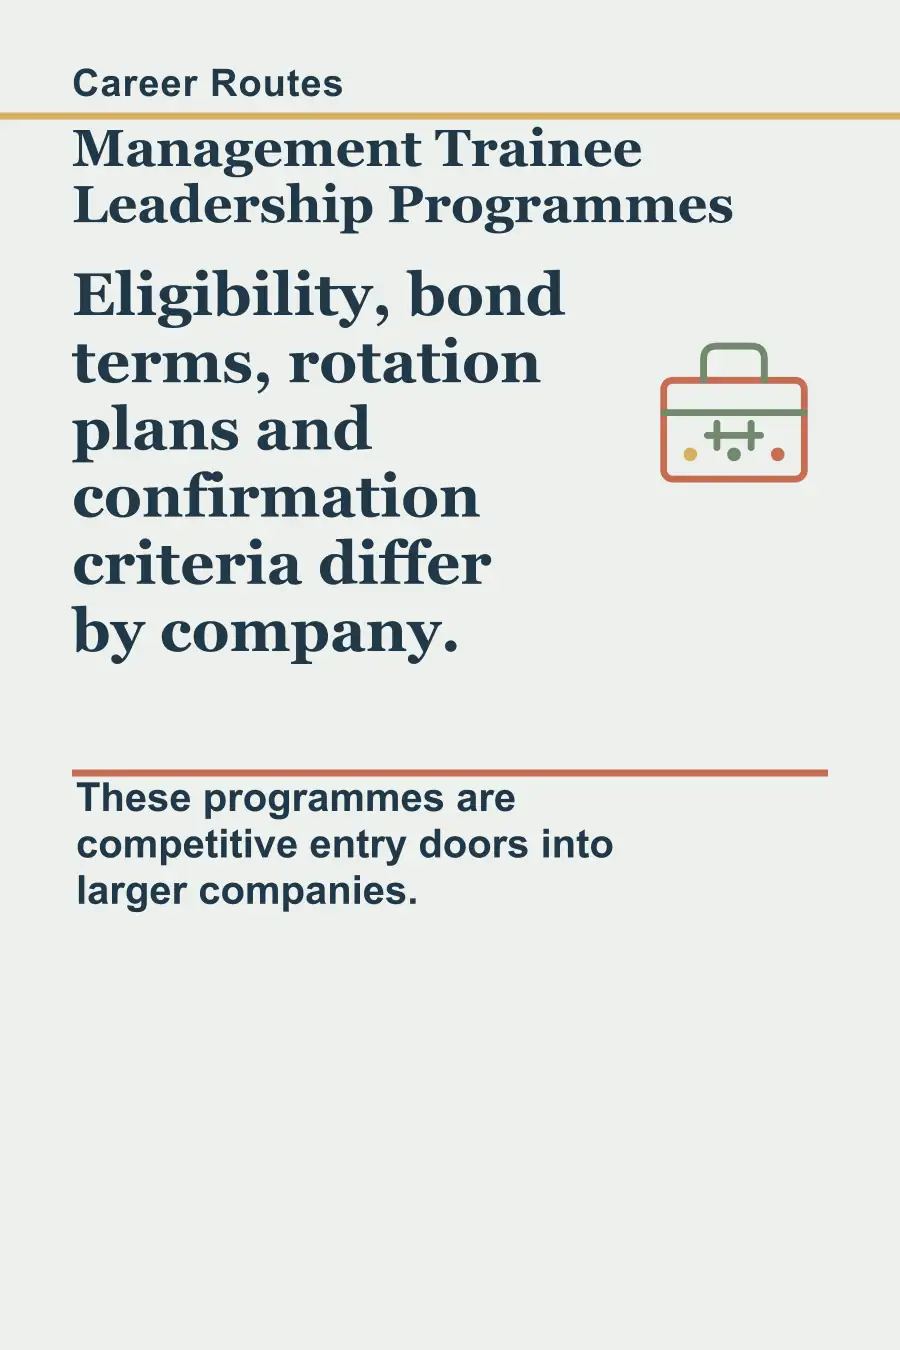 Career Routes
Management Trainee
Leadership Programmes
Eligibility, bond
terms, rotation
plans and
confirmation
criteria differ
by company.
These programmes are
competitive entry doors into
larger companies.